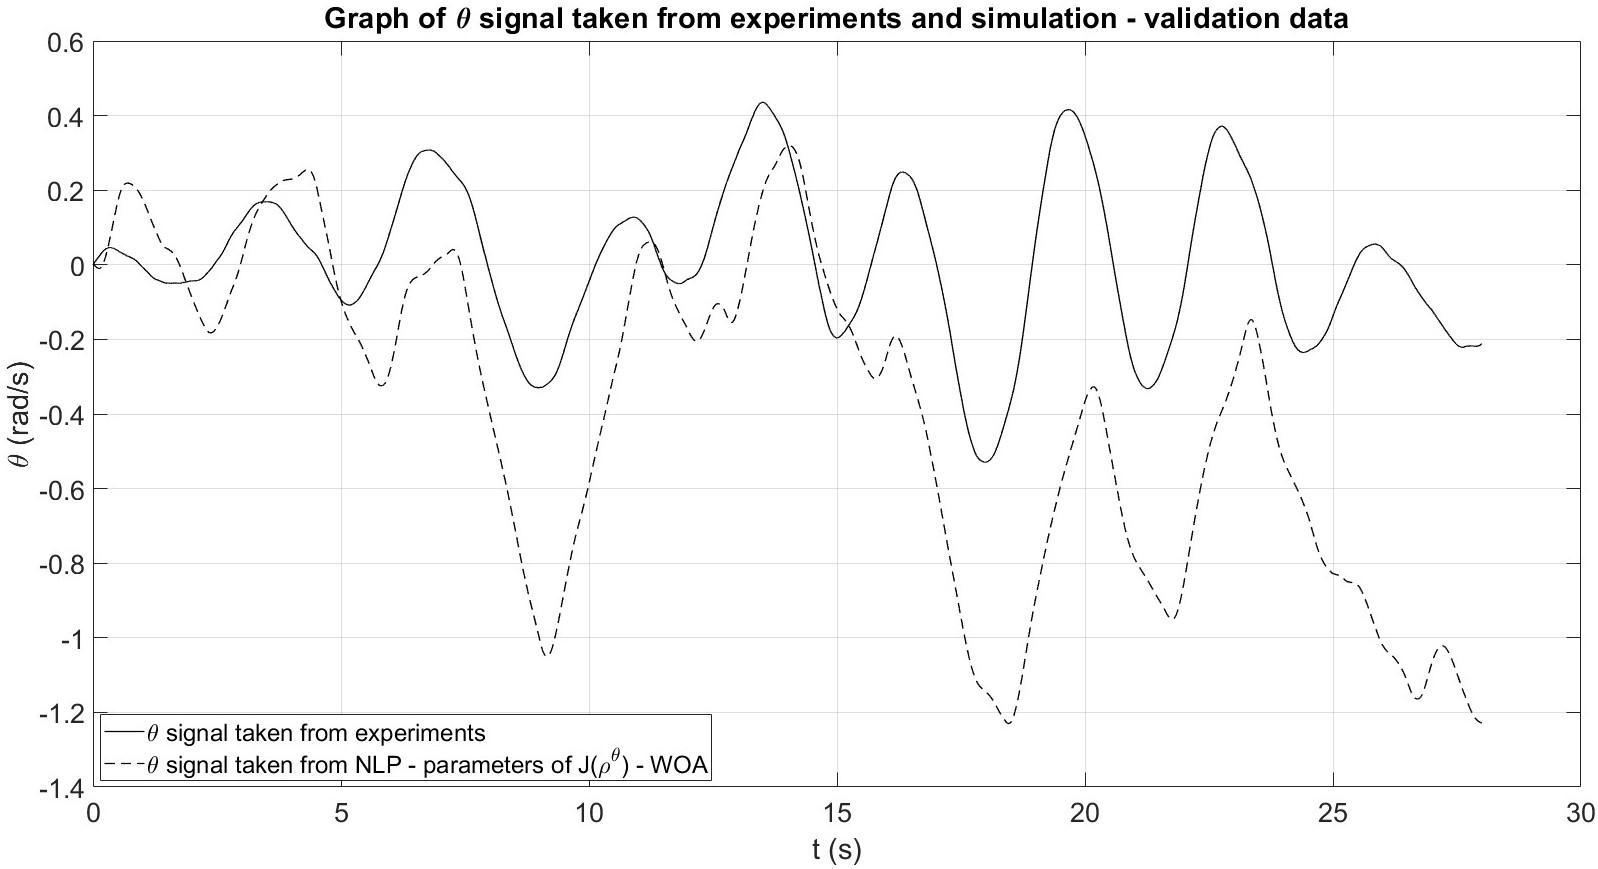 Graph of θ signal taken from experiments and simulation - validation data
0.6
0.4
0.2
0
-0.2
-0.4
-0.6
-0.8
-1
-1.2
-1.4
θ (rad/s)
θ signal taken from experiments
θ signal taken from NLP - parameters of J(ρ^θ) - WOA
0 5 10 15 20 25 30
t (s)